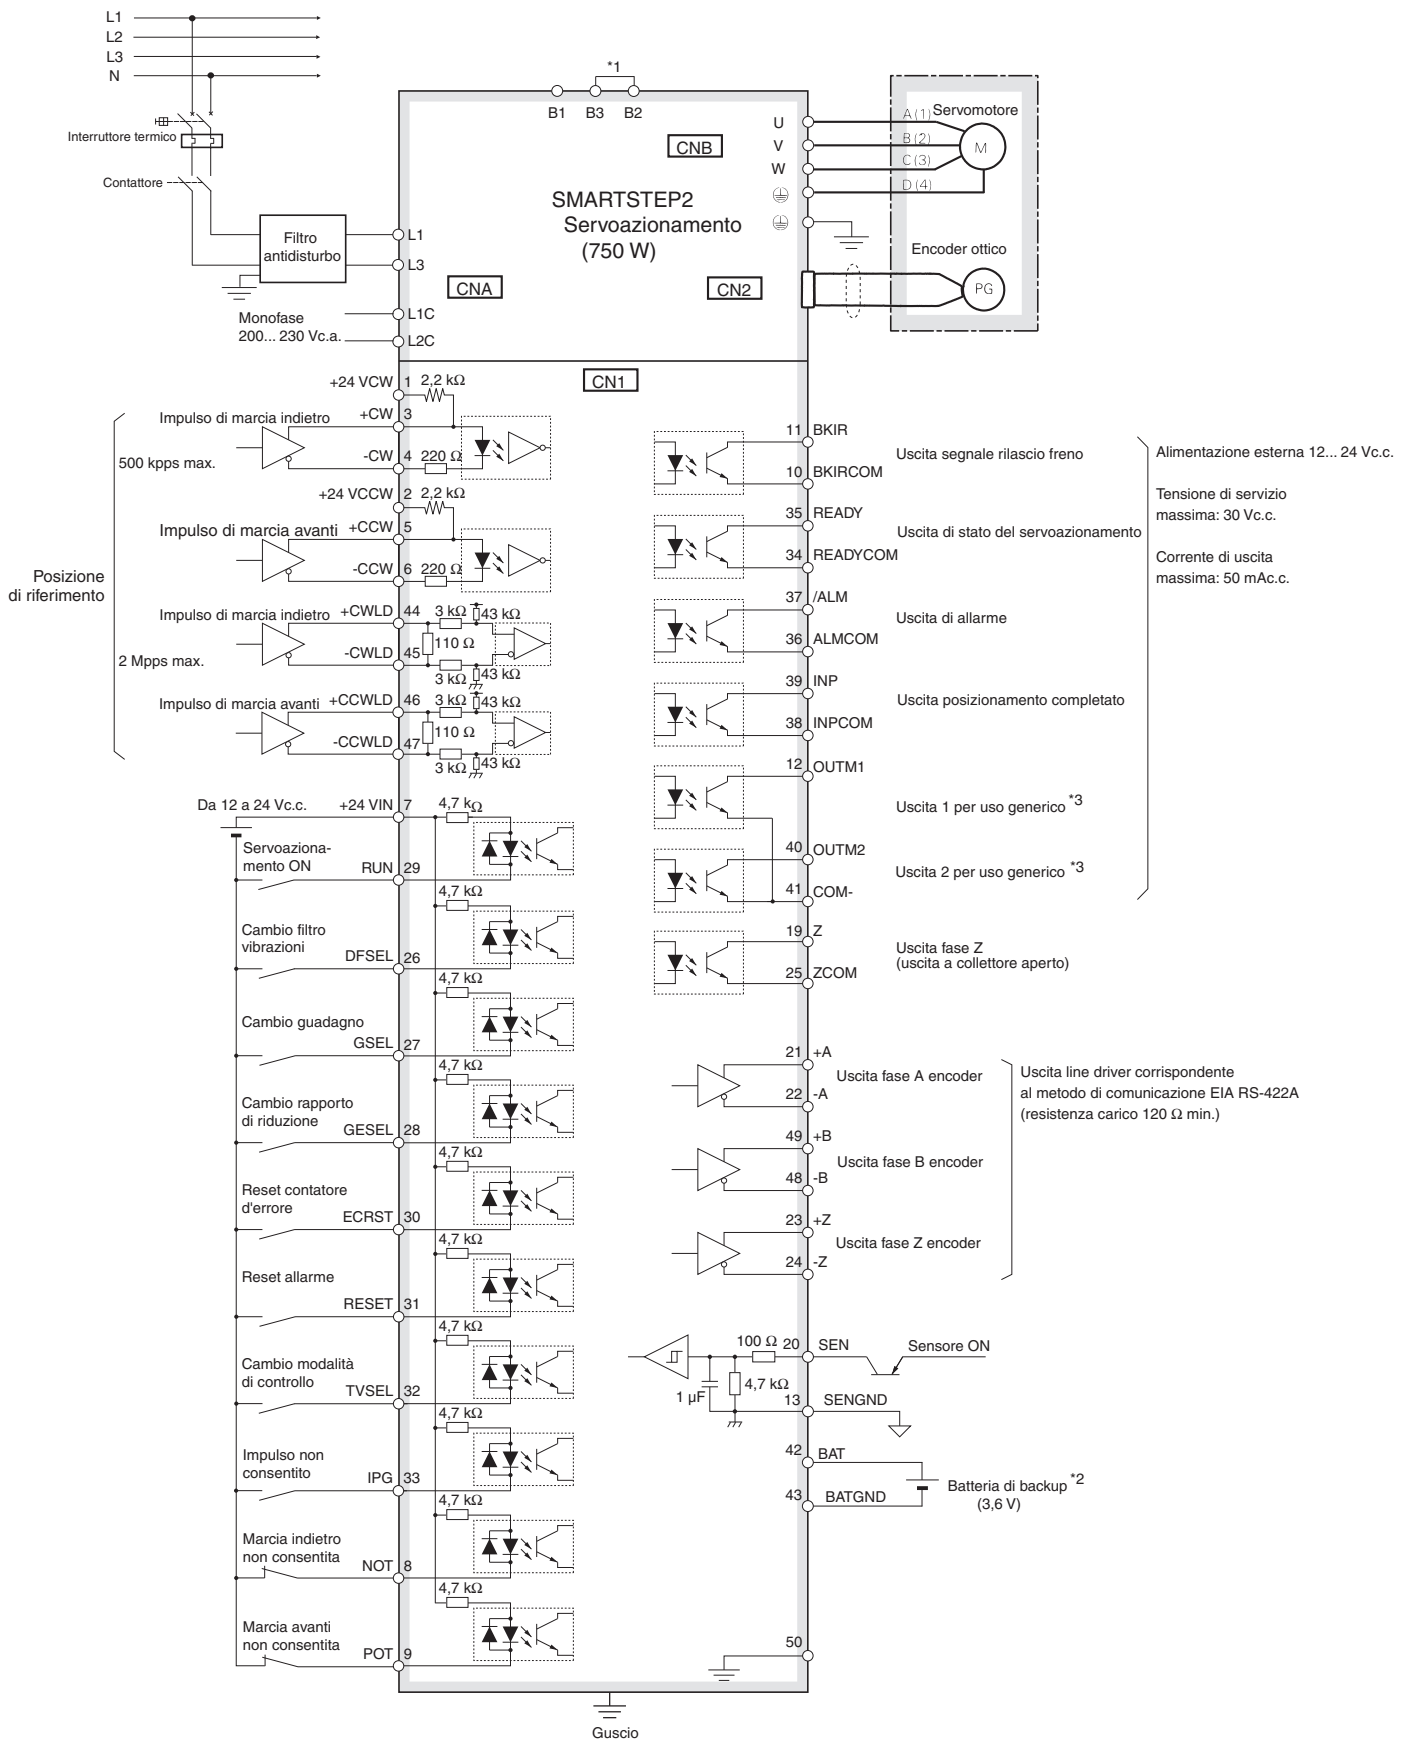 L1
L2
L3
N
*1
B1 B3 B2
Interruttore termico
Contattore
Filtro
antidisturbo
L1
L3
CNA
Monofase
200... 230 Vc.a.
L1C
L2C
CNB
SMARTSTEP2
Servoazionamento
(750 W)
CN2
U
V
W
A (1)
B (2)
C (3)
D (4)
Servomotore
M
Encoder ottico
PG
CN1
+24 VCW 1 2,2 kΩ
Impulso di marcia indietro
+CW 3
-CW 4 220 Ω
500 kpps max.
+24 VCCW 2 2,2 kΩ
Impulso di marcia avanti
+CCW 5
-CCW 6 220 Ω
Posizione
di riferimento
Impulso di marcia indietro
+CWLD 44 3 kΩ 43 kΩ
110 Ω
-CWLD 45
3 kΩ 43 kΩ
2 Mpps max.
Impulso di marcia avanti
+CCWLD 46 3 kΩ 43 kΩ
110 Ω
-CCWLD 47
3 kΩ 43 kΩ
Da 12 a 24 Vc.c.
+24 VIN 7 4,7 kΩ
Servoaziona-
mento ON
RUN 29
4,7 kΩ
Cambio filtro
vibrazioni
DFSEL 26
4,7 kΩ
Cambio guadagno
GSEL 27
4,7 kΩ
Cambio rapporto
di riduzione
GESEL 28
4,7 kΩ
Reset contatore
d'errore
ECRST 30
4,7 kΩ
Reset allarme
RESET 31
4,7 kΩ
Cambio modalità
di controllo
TVSEL 32
4,7 kΩ
Impulso non
consentito
IPG 33
4,7 kΩ
Marcia indietro
non consentita
NOT 8
4,7 kΩ
Marcia avanti
non consentita
POT 9
11 BKIR
Uscita segnale rilascio freno
10 BKIRCOM
35 READY
Uscita di stato del servoazionamento
34 READYCOM
37 /ALM
Uscita di allarme
36 ALMCOM
39 INP
Uscita posizionamento completato
38 INPCOM
12 OUTM1
Uscita 1 per uso generico *3
40 OUTM2
Uscita 2 per uso generico *3
41 COM-
Alimentazione esterna 12... 24 Vc.c.
Tensione di servizio
massima: 30 Vc.c.
Corrente di uscita
massima: 50 mAc.c.
19 Z
Uscita fase Z
(uscita a collettore aperto)
25 ZCOM
21 +A
Uscita fase A encoder
22 -A
49 +B
Uscita fase B encoder
48 -B
23 +Z
Uscita fase Z encoder
24 -Z
Uscita line driver corrispondente
al metodo di comunicazione EIA RS-422A
(resistenza carico 120 Ω min.)
100 Ω 20 SEN
Sensore ON
1 µF
4,7 kΩ
13 SENGND
42 BAT
Batteria di backup *2
(3,6 V)
43 BATGND
50
Guscio